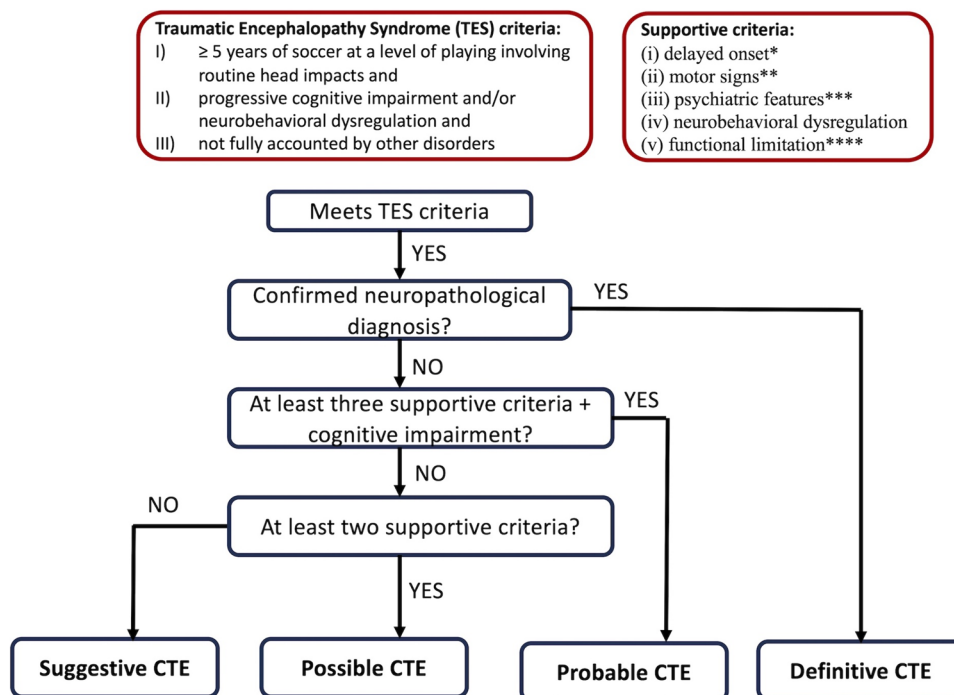 Traumatic Encephalopathy Syndrome (TES) criteria:
I) ≥ 5 years of soccer at a level of playing involving
routine head impacts and
II) progressive cognitive impairment and/or
neurobehavioral dysregulation and
III) not fully accounted by other disorders
Supportive criteria:
(i) delayed onset*
(ii) motor signs**
(iii) psychiatric features***
(iv) neurobehavioral dysregulation
(v) functional limitation****
Meets TES criteria
YES
Confirmed neuropathological
diagnosis?
YES
NO
At least three supportive criteria +
cognitive impairment?
YES
NO
At least two supportive criteria?
NO
YES
Suggestive CTE
Possible CTE
Probable CTE
Definitive CTE